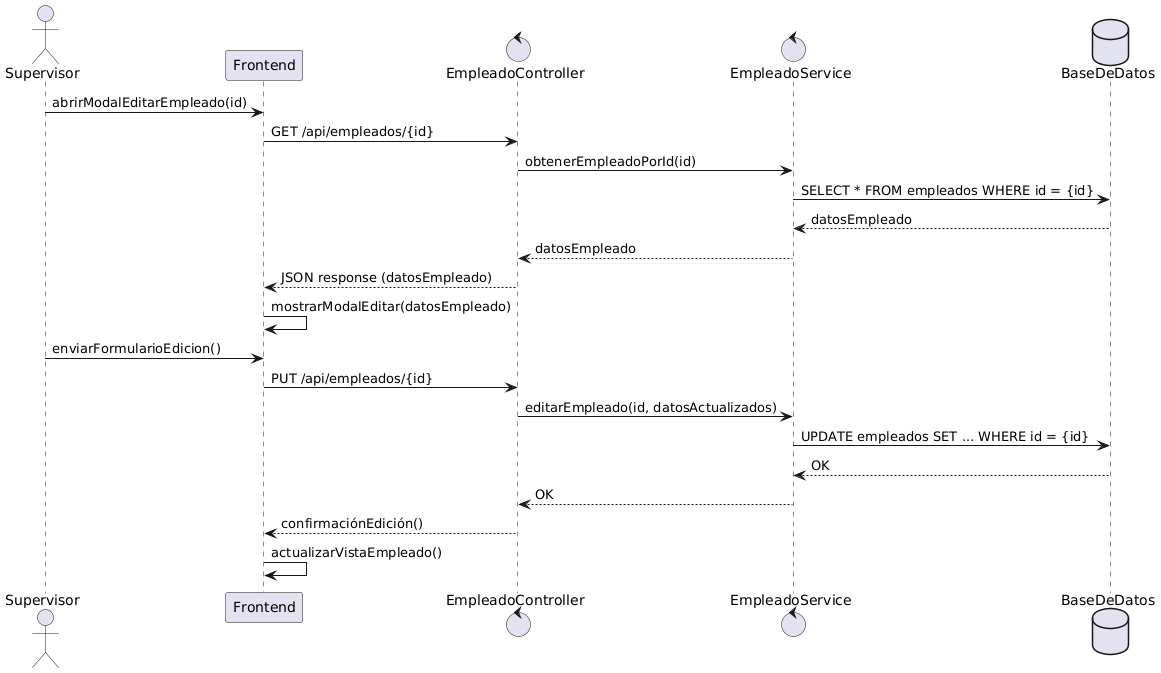 Supervisor
Frontend
EmpleadoController
EmpleadoService
BaseDeDatos
abrirModalEditarEmpleado(id)
GET /api/empleados/{id}
obtenerEmpleadoPorId(id)
SELECT * FROM empleados WHERE id = {id}
datosEmpleado
datosEmpleado
JSON response (datosEmpleado)
mostrarModalEditar(datosEmpleado)
enviarFormularioEdicion()
PUT /api/empleados/{id}
editarEmpleado(id, datosActualizados)
UPDATE empleados SET ... WHERE id = {id}
OK
OK
confirmaciónEdición()
actualizarVistaEmpleado()
Supervisor
Frontend
EmpleadoController
EmpleadoService
BaseDeDatos